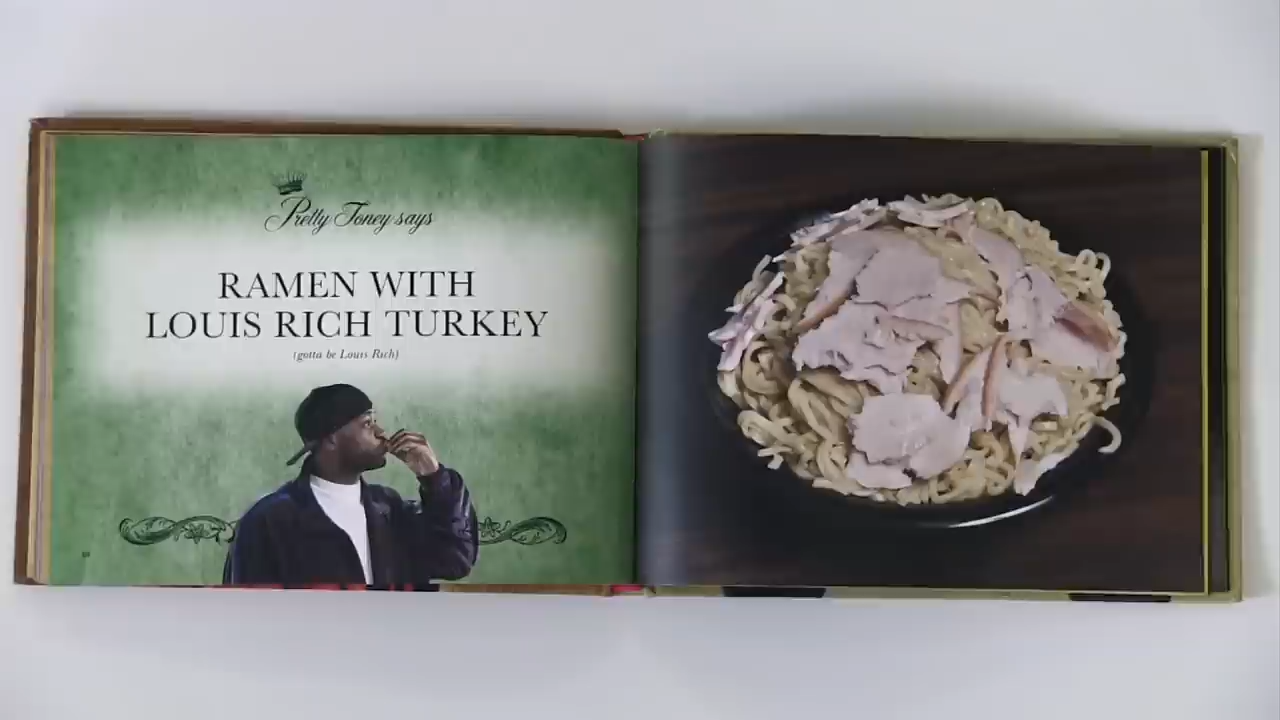 Pretty Toney says
RAMEN WITH
LOUIS RICH TURKEY
(gotta be Louis Rich)